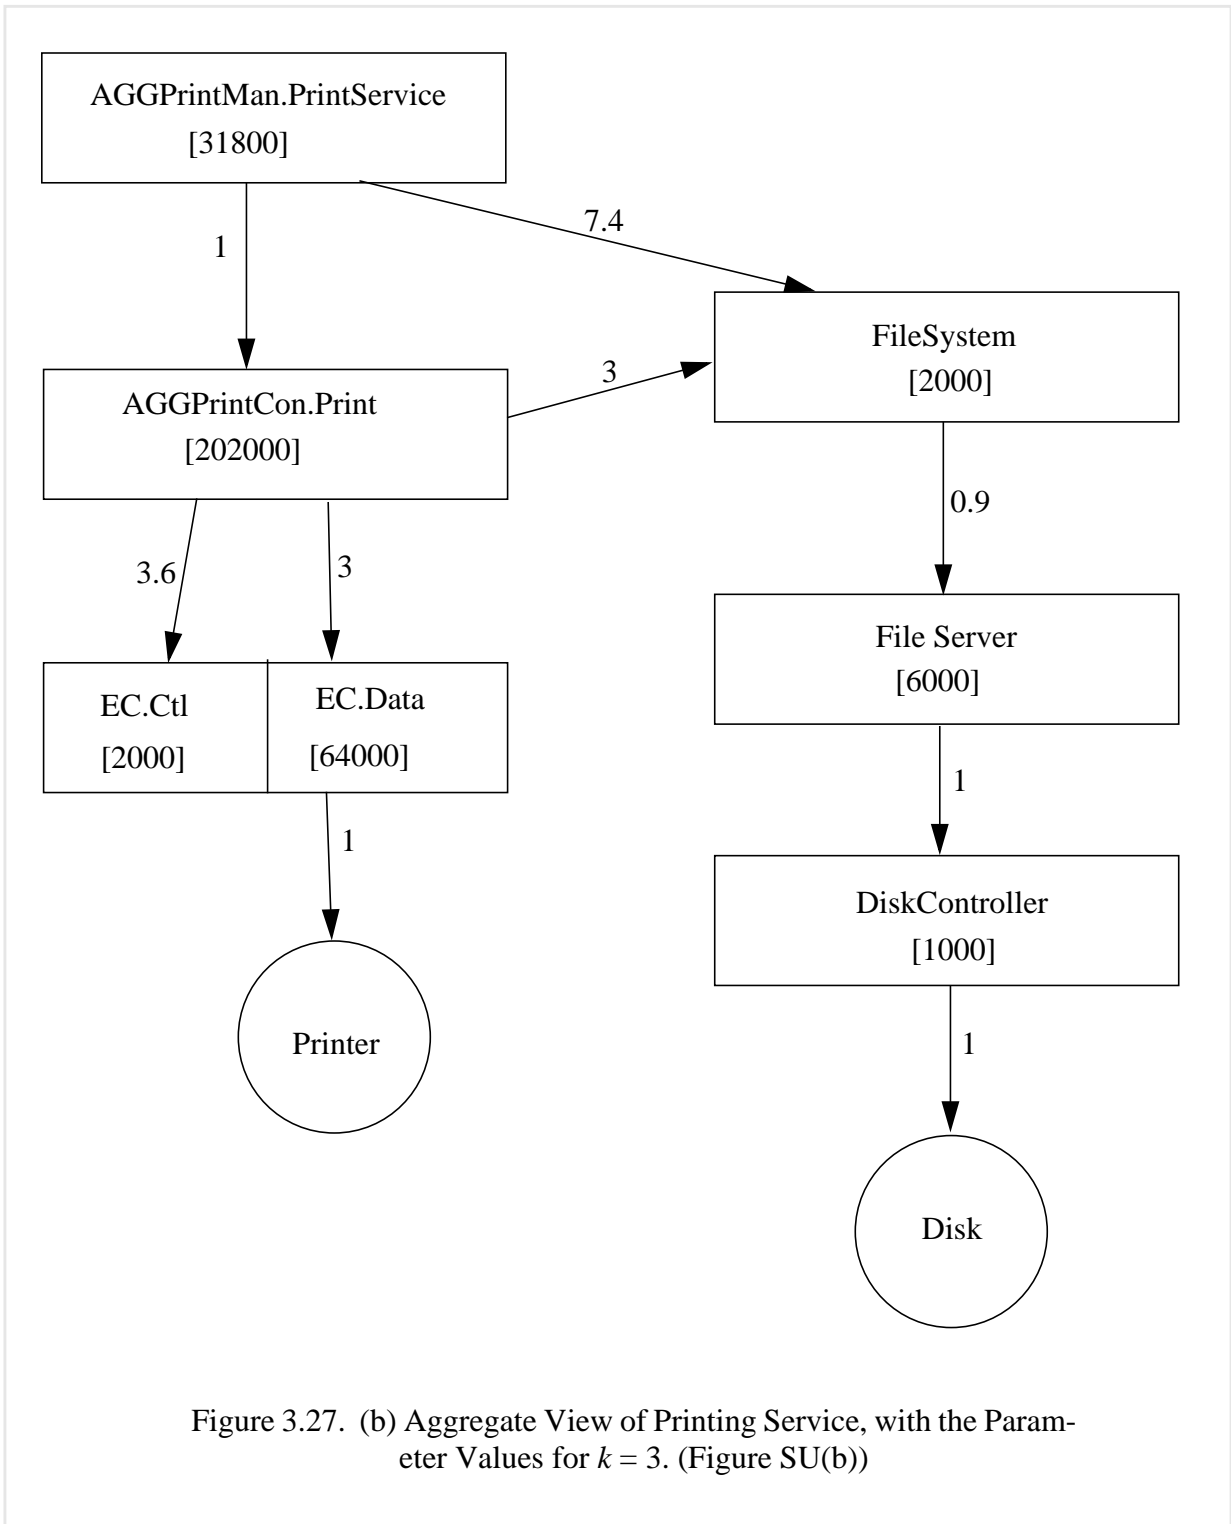 AGGPrintMan.PrintService
[31800]
7.4
1
FileSystem
[2000]
3
AGGPrintCon.Print
[202000]
0.9
3.6
3
File Server
[6000]
EC.Ctl
[2000]
EC.Data
[64000]
1
1
DiskController
[1000]
Printer
1
Disk
Figure 3.27. (b) Aggregate View of Printing Service, with the Param-
eter Values for k = 3. (Figure SU(b))